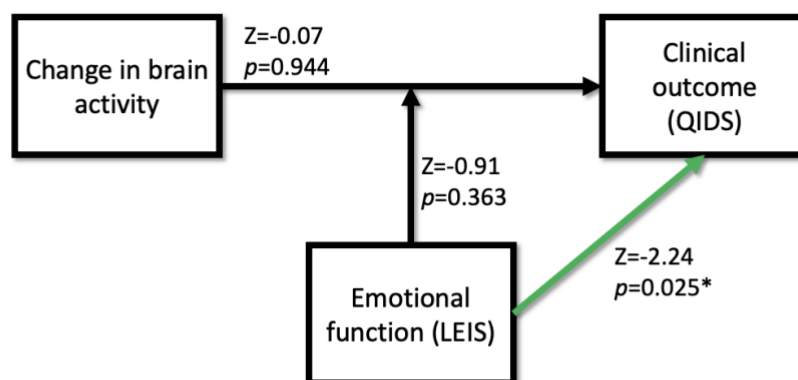 Change in brain
activity
Z=-0.07
p=0.944
Clinical
outcome
(QIDS)
Z=-0.91
p=0.363
Emotional
function (LEIS)
Z=-2.24
p=0.025*